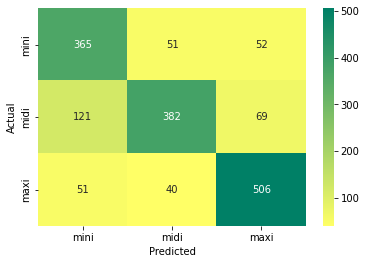 mini 365 51 52
midi 121 382 69
maxi 51 40 506
mini midi maxi
Predicted
Actual
500
400
300
200
100